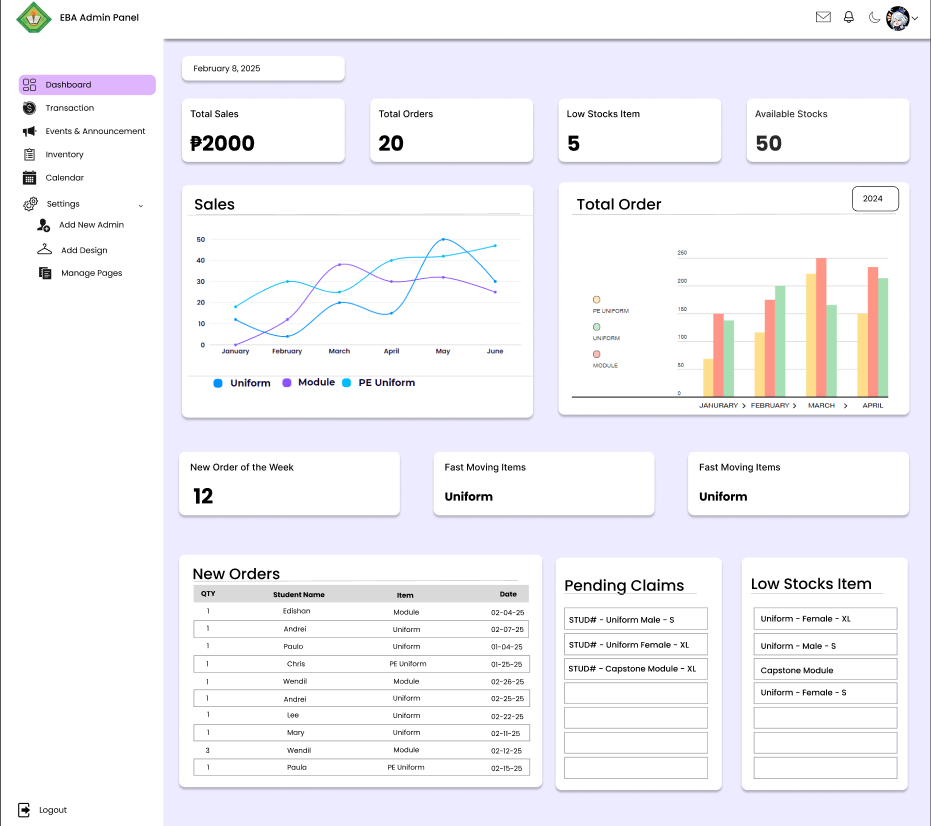 EBA Admin Panel
Dashboard
Transaction
Events & Announcement
Inventory
Calendar
Settings
Add New Admin
Add Design
Manage Pages
Logout
February 8, 2025
Total Sales
₱2000
Total Orders
20
Low Stocks Item
5
Available Stocks
50
Sales
50
40
30
20
10
0
January February March April May June
Uniform Module PE Uniform
Total Order
2024
PE UNIFORM
UNIFORM
MODULE
250
200
150
100
50
0
JANURARY > FEBRUARY > MARCH > APRIL
New Order of the Week
12
Fast Moving Items
Uniform
Fast Moving Items
Uniform
New Orders
QTY Student Name Item Date
1 Edishan Module 02-04-25
1 Andrei Uniform 02-07-25
1 Paulo Uniform 01-04-25
1 Chris PE Uniform 01-25-25
1 Wendil Module 02-26-25
1 Andrei Uniform 02-25-25
1 Lee Uniform 02-22-25
1 Mary Uniform 02-11-25
3 Wendil Module 02-12-25
1 Paula PE Uniform 02-15-25
Pending Claims
STUD# - Uniform Male - S
STUD# - Uniform Female - XL
STUD# - Capstone Module - XL
Low Stocks Item
Uniform - Female - XL
Uniform - Male - S
Capstone Module
Uniform - Female - S